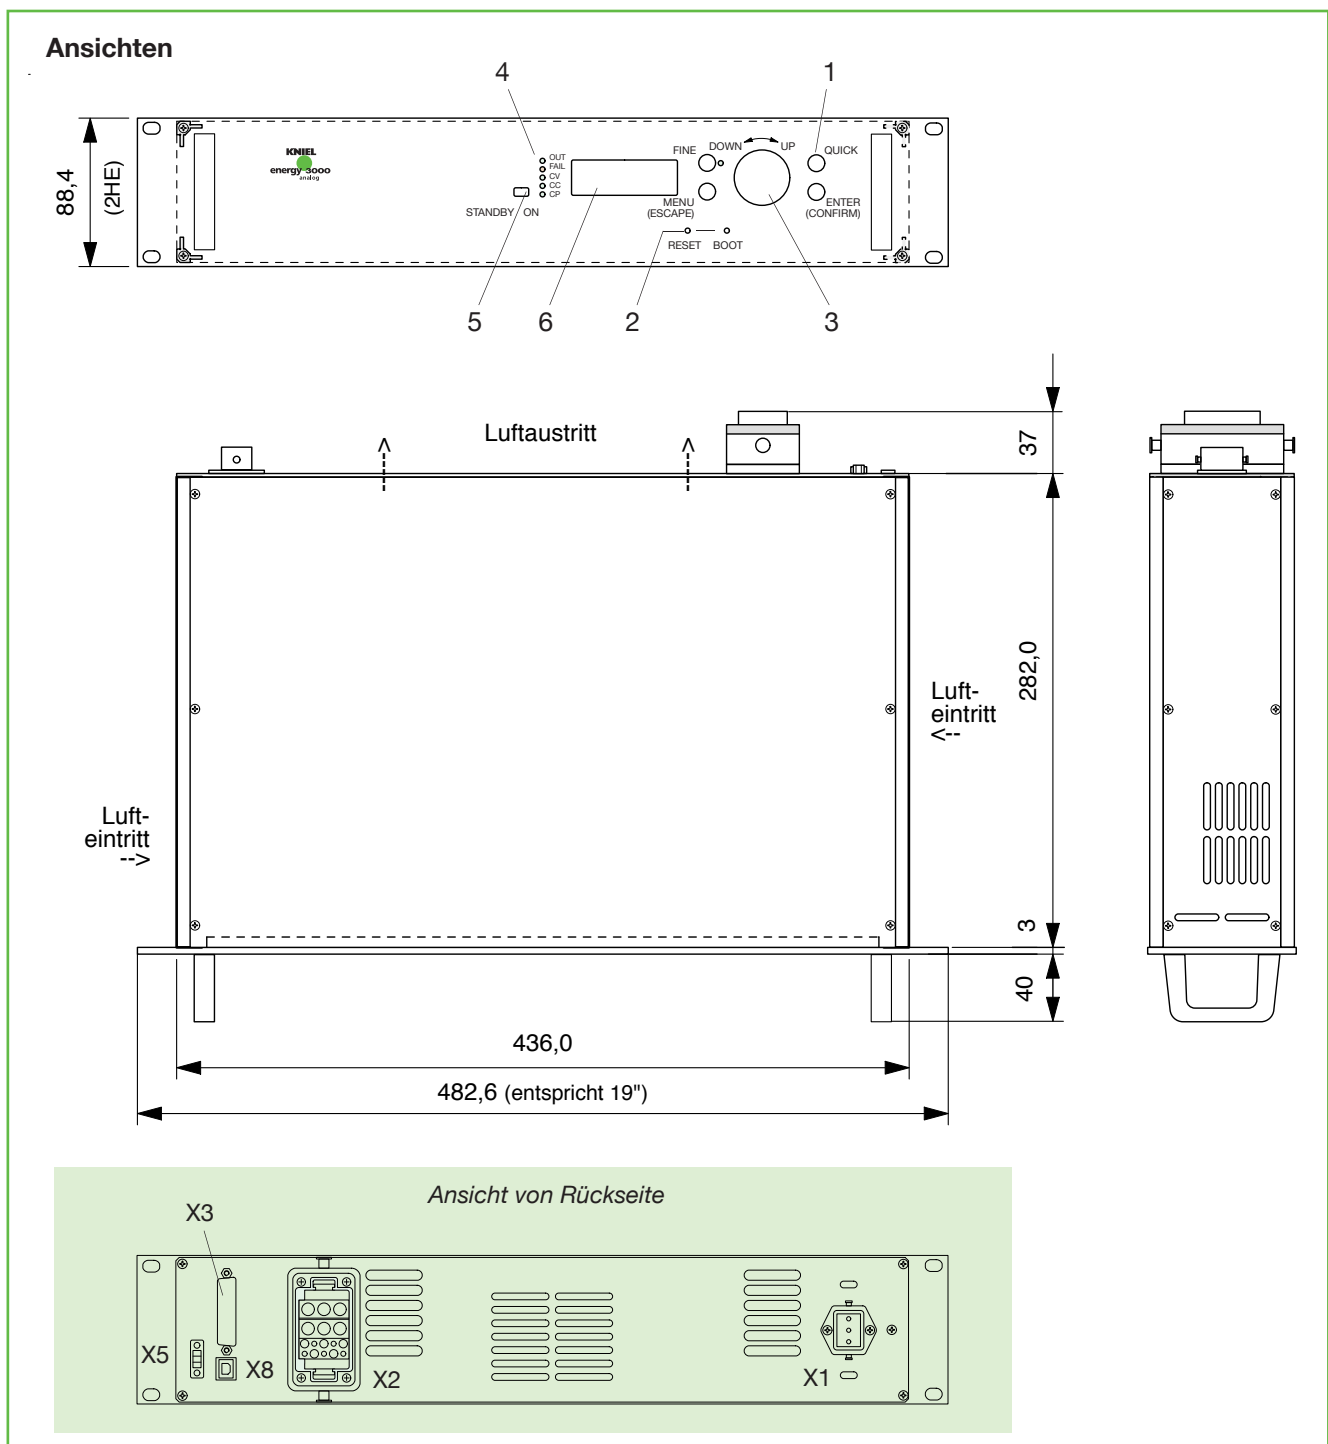 Ansichten
4
1
88,4
(2HE)
KNIEL
energy 3000
analog
OUT
FAIL
CV
CC
CP
STANDBY ON
FINE
DOWN
UP
QUICK
MENU
(ESCAPE)
ENTER
(CONFIRM)
RESET BOOT
5
6
2
3
Luftaustritt
37
282,0
Luft-
eintritt
<--
Luft-
eintritt
-->
3
40
436,0
482,6 (entspricht 19")
Ansicht von Rückseite
X3
X5
X8
X2
X1